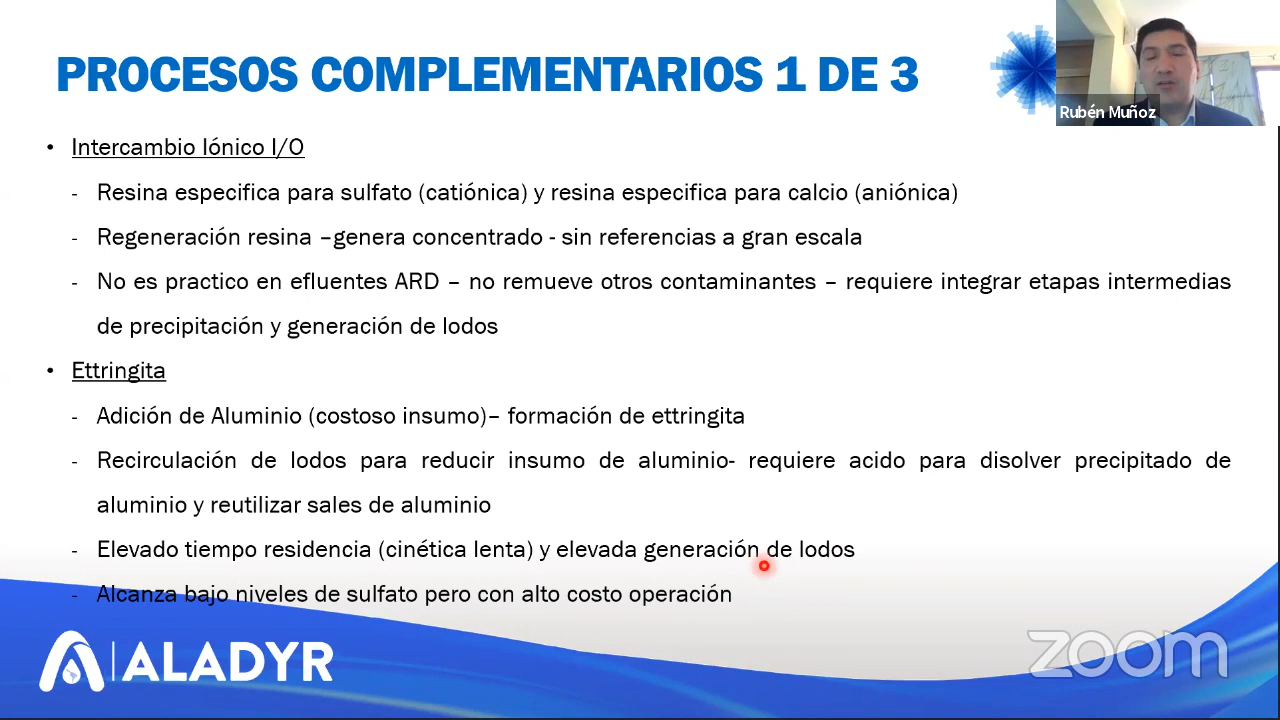 PROCESOS COMPLEMENTARIOS 1 DE 3
Rubén Muñoz
• Intercambio Iónico I/O
- Resina especifica para sulfato (catiónica) y resina especifica para calcio (aniónica)
- Regeneración resina –genera concentrado - sin referencias a gran escala
- No es practico en efluentes ARD – no remueve otros contaminantes – requiere integrar etapas intermedias
de precipitación y generación de lodos
• Ettringita
- Adición de Aluminio (costoso insumo)– formación de ettringita
- Recirculación de lodos para reducir insumo de aluminio- requiere acido para disolver precipitado de
aluminio y reutilizar sales de aluminio
- Elevado tiempo residencia (cinética lenta) y elevada generación de lodos
- Alcanza bajo niveles de sulfato pero con alto costo operación
ALADYR
zoom